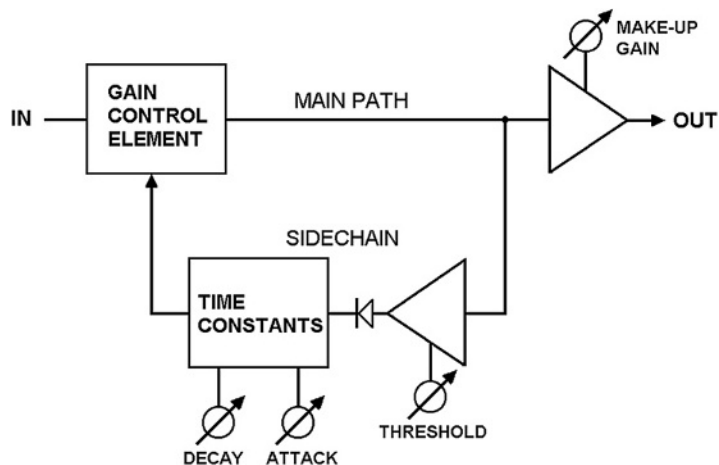 MAKE-UP
GAIN
GAIN
CONTROL
ELEMENT
MAIN PATH
IN
OUT
SIDECHAIN
TIME
CONSTANTS
THRESHOLD
DECAY
ATTACK